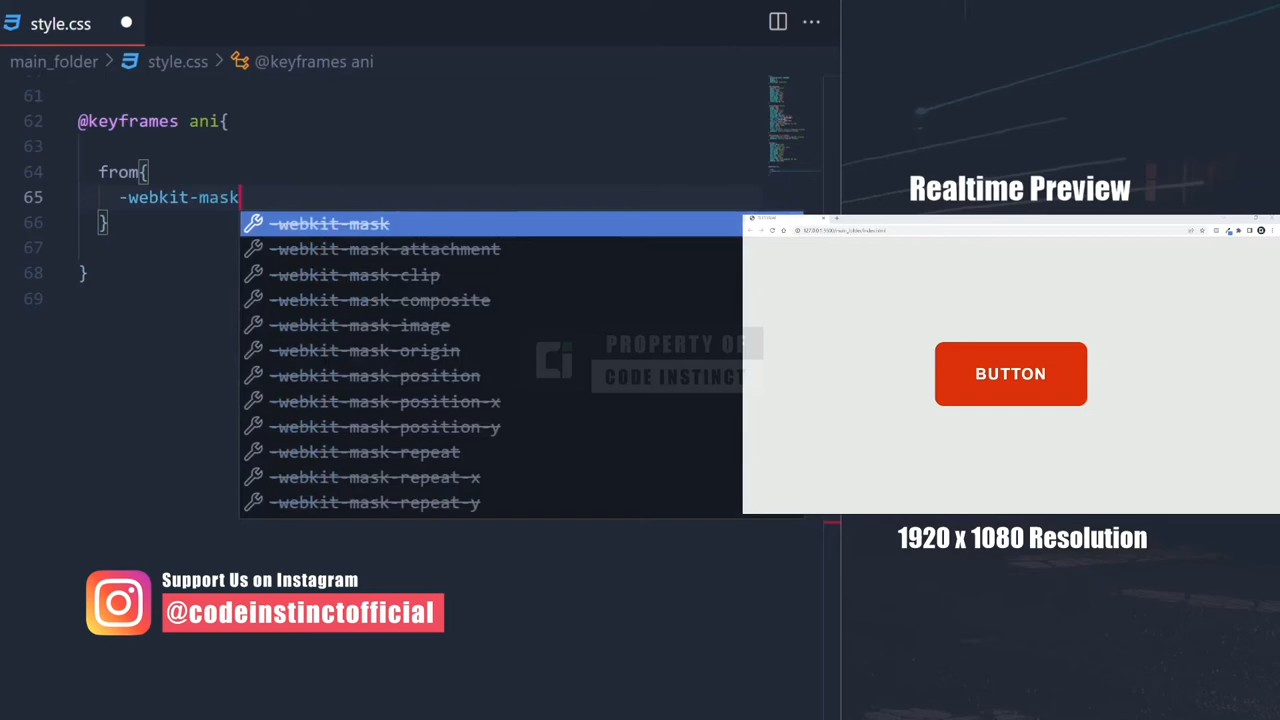 style.css
main_folder > style.css > @keyframes ani
61
62 @keyframes ani{
63
64 from{
65 -webkit-mask
66 }
67
68 }
69
-webkit-mask
-webkit-mask-attachment
-webkit-mask-clip
-webkit-mask-composite
-webkit-mask-image
-webkit-mask-origin
-webkit-mask-position
-webkit-mask-position-x
-webkit-mask-position-y
-webkit-mask-repeat
-webkit-mask-repeat-x
-webkit-mask-repeat-y
PROPERTY OF
CODE INSTINCT
Realtime Preview
BUTTON
1920 x 1080 Resolution
Support Us on Instagram
@codeinstinctofficial